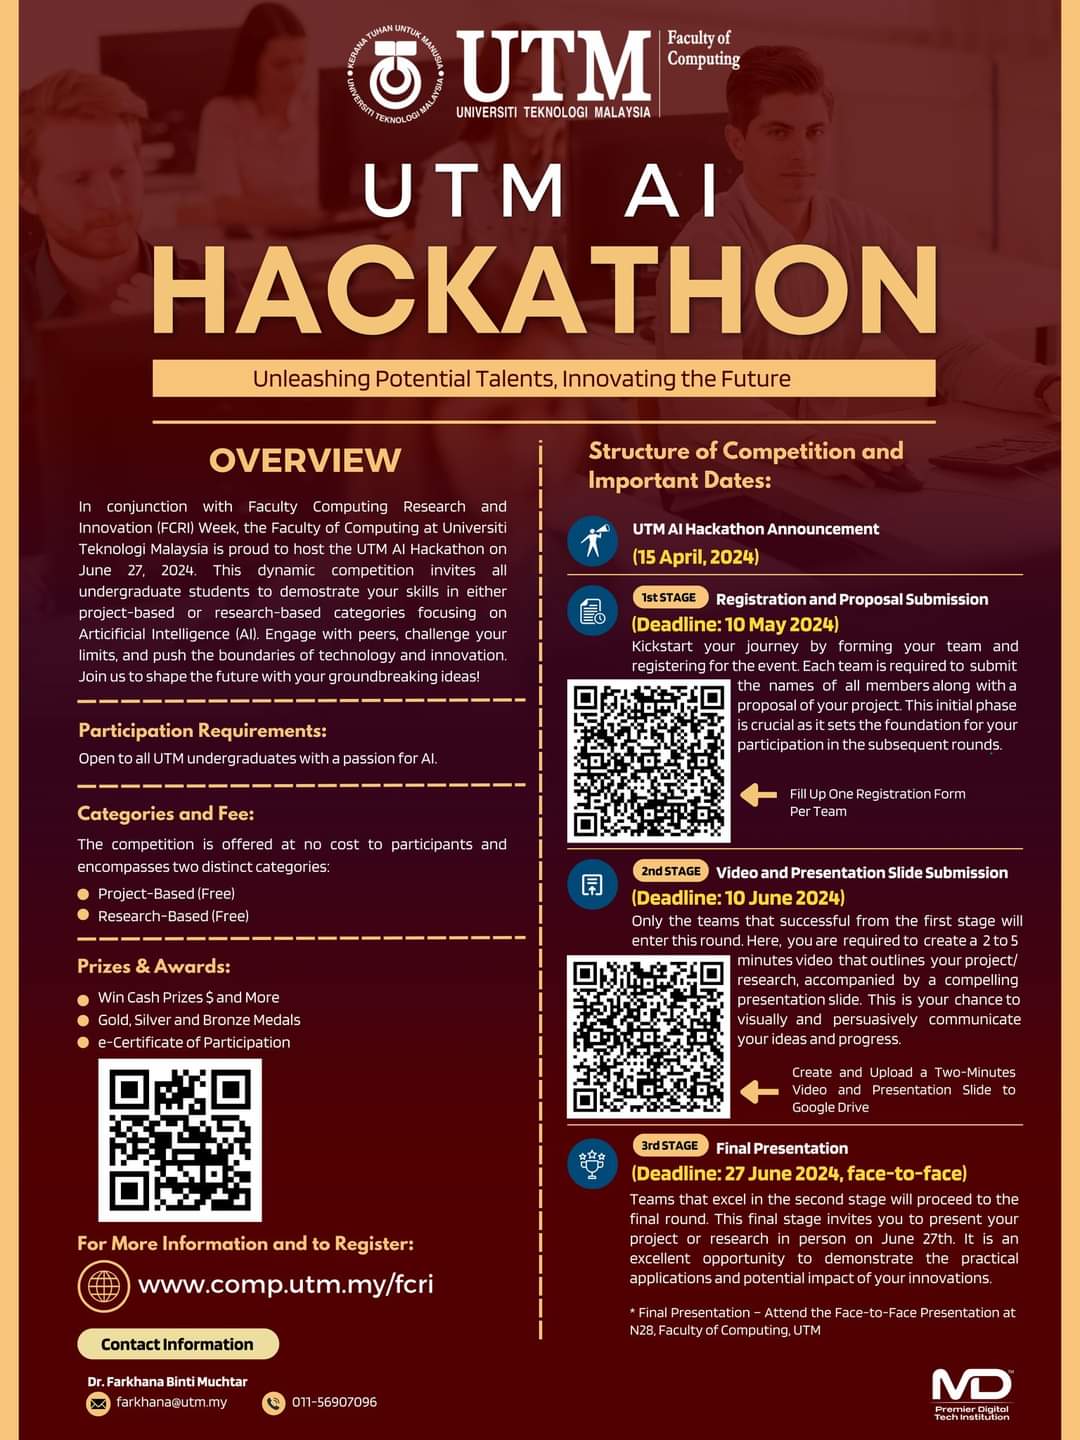 KERANA TUHAN UNTUK MANUSIA
UNIVERSITI TEKNOLOGI MALAYSIA
UTM
UNIVERSITI TEKNOLOGI MALAYSIA
Faculty of
Computing
UTM AI
HACKATHON
Unleashing Potential Talents, Innovating the Future
OVERVIEW
In conjunction with Faculty Computing Research and
Innovation (FCRI) Week, the Faculty of Computing at Universiti
Teknologi Malaysia is proud to host the UTM AI Hackathon on
June 27, 2024. This dynamic competition invites all
undergraduate students to demostrate your skills in either
project-based or research-based categories focusing on
Articificial Intelligence (AI). Engage with peers, challenge your
limits, and push the boundaries of technology and innovation.
Join us to shape the future with your groundbreaking ideas!
Participation Requirements:
Open to all UTM undergraduates with a passion for AI.
Categories and Fee:
The competition is offered at no cost to participants and
encompasses two distinct categories:
Project-Based (Free)
Research-Based (Free)
Prizes & Awards:
Win Cash Prizes $ and More
Gold, Silver and Bronze Medals
e-Certificate of Participation
For More Information and to Register:
www.comp.utm.my/fcri
Contact Information
Dr. Farkhana Binti Muchtar
farkhana@utm.my
011-56907096
Structure of Competition and
Important Dates:
UTM AI Hackathon Announcement
(15 April, 2024)
1st STAGE Registration and Proposal Submission
(Deadline: 10 May 2024)
Kickstart your journey by forming your team and
registering for the event. Each team is required to submit
the names of all members along with a
proposal of your project. This initial phase
is crucial as it sets the foundation for your
participation in the subsequent rounds.
Fill Up One Registration Form
Per Team
2nd STAGE Video and Presentation Slide Submission
(Deadline: 10 June 2024)
Only the teams that successful from the first stage will
enter this round. Here, you are required to create a 2 to 5
minutes video that outlines your project/
research, accompanied by a compelling
presentation slide. This is your chance to
visually and persuasively communicate
your ideas and progress.
Create and Upload a Two-Minutes
Video and Presentation Slide to
Google Drive
3rd STAGE Final Presentation
(Deadline: 27 June 2024, face-to-face)
Teams that excel in the second stage will proceed to the
final round. This final stage invites you to present your
project or research in person on June 27th. It is an
excellent opportunity to demonstrate the practical
applications and potential impact of your innovations.
* Final Presentation – Attend the Face-to-Face Presentation at
N28, Faculty of Computing, UTM
MD™
Premier Digital
Tech Institution